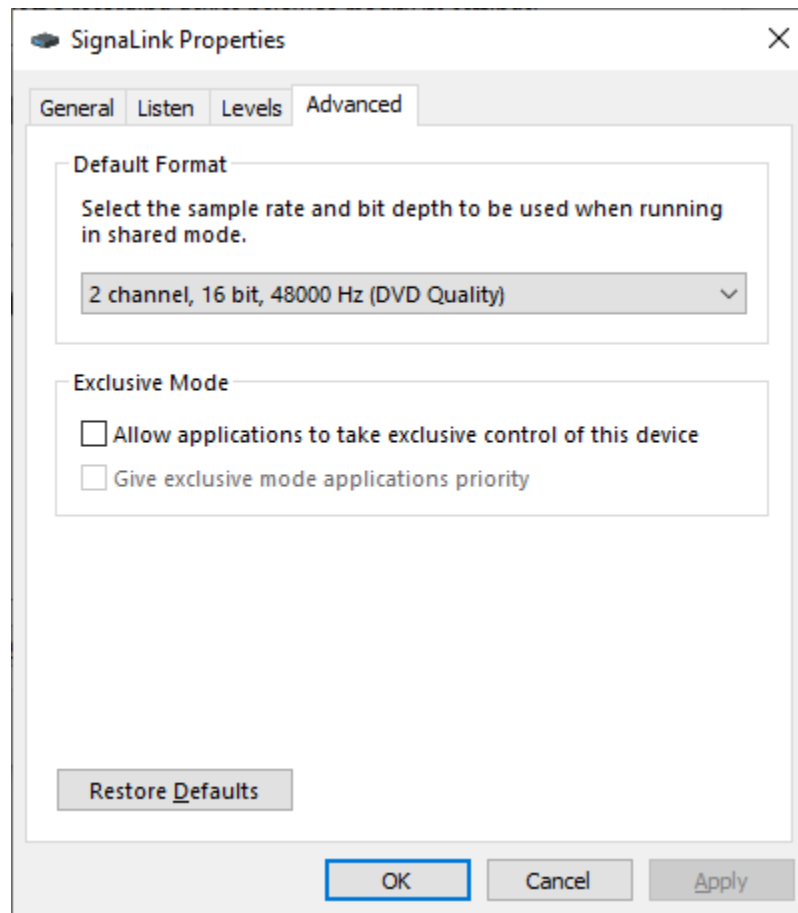 SignaLink Properties
General
Listen
Levels
Advanced
Default Format
Select the sample rate and bit depth to be used when running
in shared mode.
2 channel, 16 bit, 48000 Hz (DVD Quality)
Exclusive Mode
Allow applications to take exclusive control of this device
Give exclusive mode applications priority
Restore Defaults
OK
Cancel
Apply